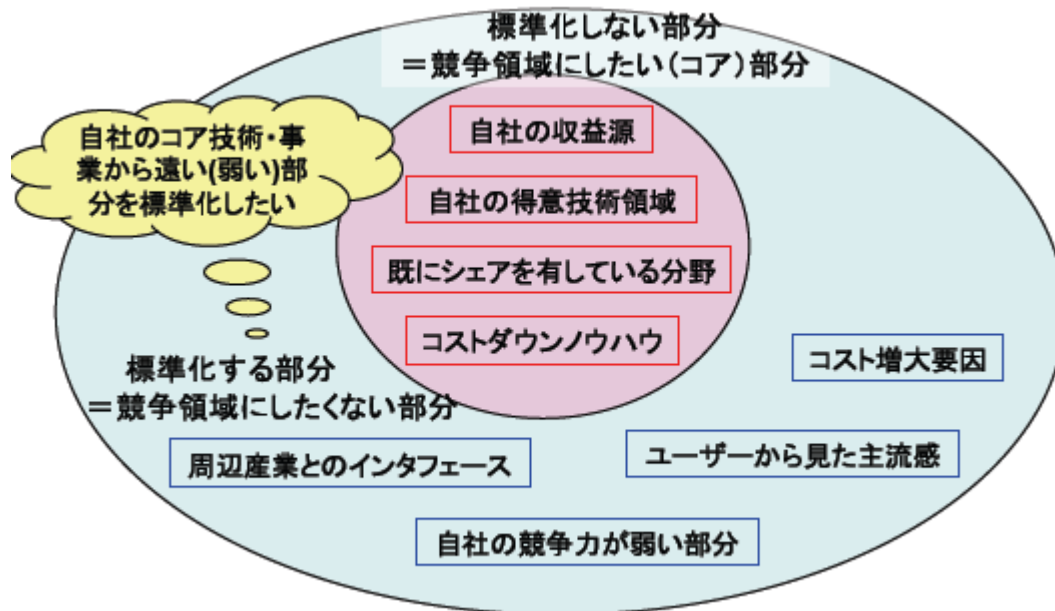 標準化しない部分
＝競争領域にしたい(コア)部分
自社のコア技術・事
業から遠い(弱い)部
分を標準化したい
自社の収益源
自社の得意技術領域
既にシェアを有している分野
コストダウンノウハウ
標準化する部分
＝競争領域にしたくない部分
コスト増大要因
周辺産業とのインタフェース
ユーザーから見た主流感
自社の競争力が弱い部分